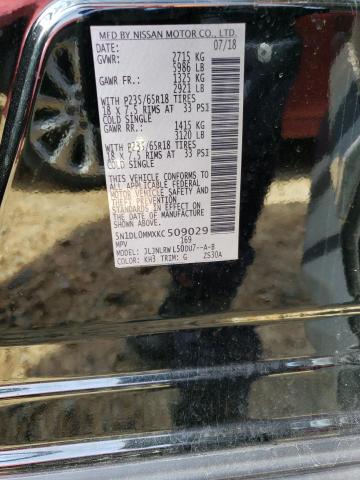 MFD BY NISSAN MOTOR CO., LTD.
DATE: 07/18
GVWR: 2715 KG
5986 LB
GAWR FR: 1325 KG
2921 LB
WITH P235/65R18 TIRES
18 X 7.5 RIMS AT 33 PSI
COLD SINGLE
GAWR RR: 1415 KG
3120 LB
WITH P235/65R18 TIRES
18 X 7.5 RIMS AT 33 PSI
COLD SINGLE
THIS VEHICLE CONFORMS TO ALL APPLICABLE FEDERAL
MOTOR VEHICLE SAFETY AND THEFT PREVENTION
STANDARDS IN EFFECT ON THE DATE OF
MANUFACTURE SHOWN ABOVE.
5N1DL0MMXKC 509029
MPV 169
MODEL: JLJNLRW L50DU7--A-B
COLOR: KH3 TRIM: G ZS30A